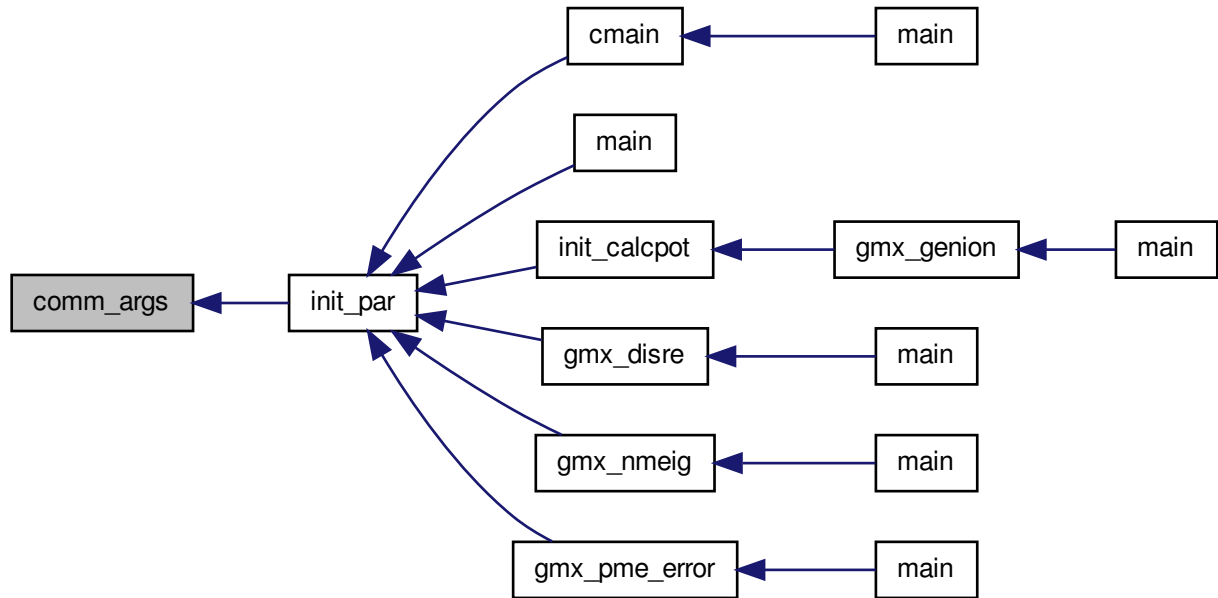 cmain
main
main
init_calcpot
gmx_genion
main
comm_args
init_par
gmx_disre
main
gmx_nmeig
main
gmx_pme_error
main